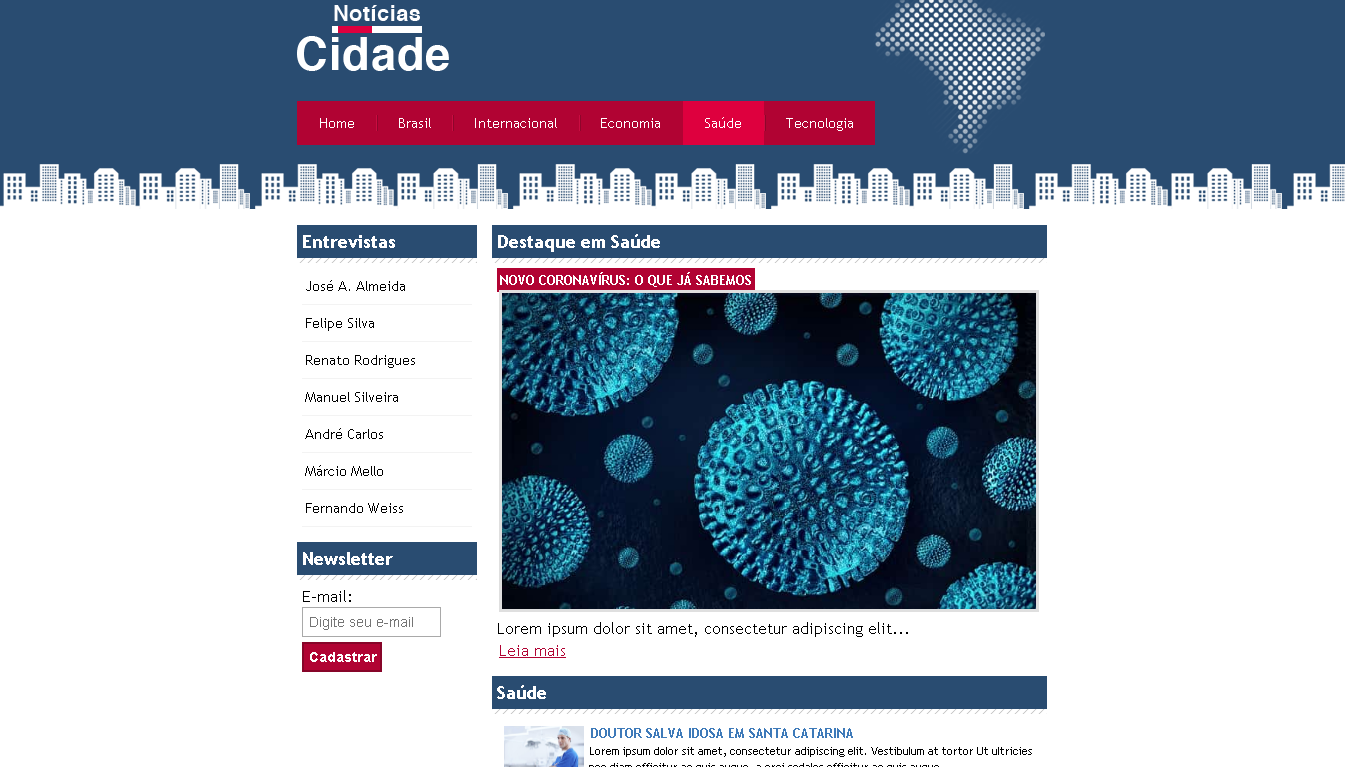 Notícias
Cidade
Home Brasil Internacional Economia Saúde Tecnologia
Entrevistas
José A. Almeida
Felipe Silva
Renato Rodrigues
Manuel Silveira
André Carlos
Márcio Mello
Fernando Weiss
Newsletter
E-mail:
Digite seu e-mail
Cadastrar
Destaque em Saúde
NOVO CORONAVÍRUS: O QUE JÁ SABEMOS
Lorem ipsum dolor sit amet, consectetur adipiscing elit...
Leia mais
Saúde
DOUTOR SALVA IDOSA EM SANTA CATARINA
Lorem ipsum dolor sit amet, consectetur adipiscing elit. Vestibulum at tortor Ut ultricies